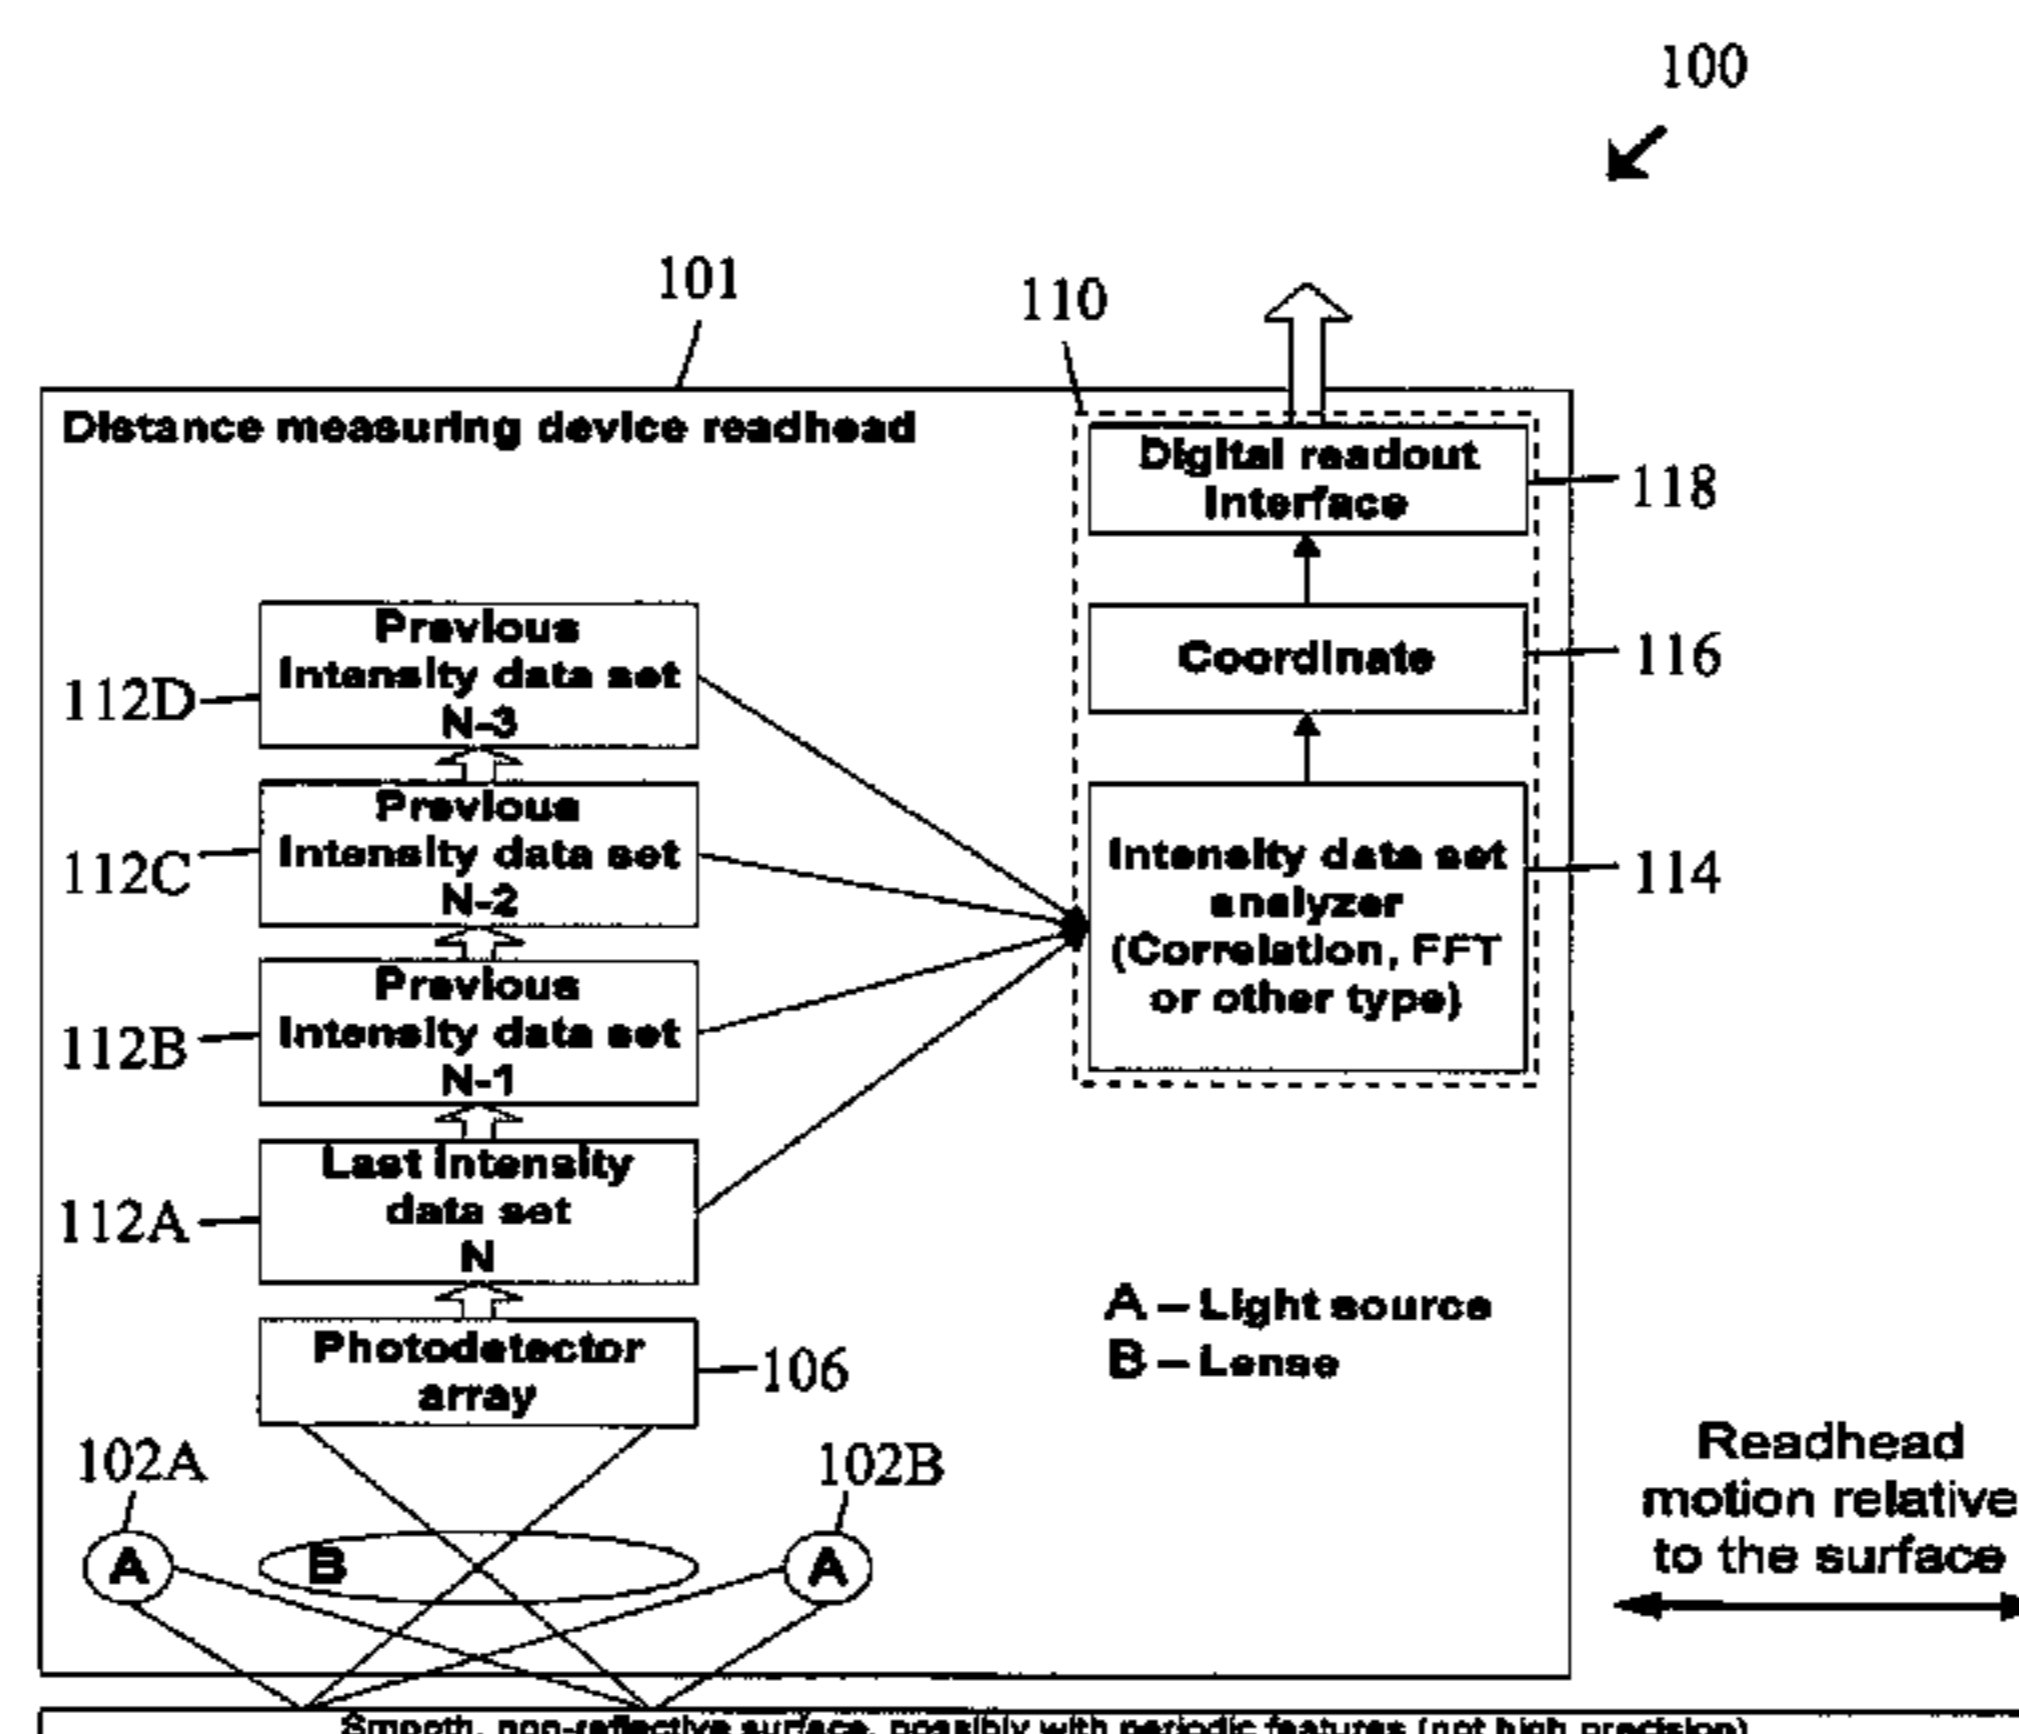 100
101
110
Distance measuring device readhead
Digital readout
Interface
118
Previous
Intensity data set
N-3
112D
Coordinate
116
Previous
Intensity data set
N-2
112C
Intensity data set
analyzer
(Correlation, FFT
or other type)
114
Previous
Intensity data set
N-1
112B
Last intensity
data set
N
112A
A – Light source
B – Lense
Photodetector
array
106
102A
102B
A
B
A
Readhead
motion relative
to the surface
Smooth, non-reflective surface, possibly with periodic features (not high precision)